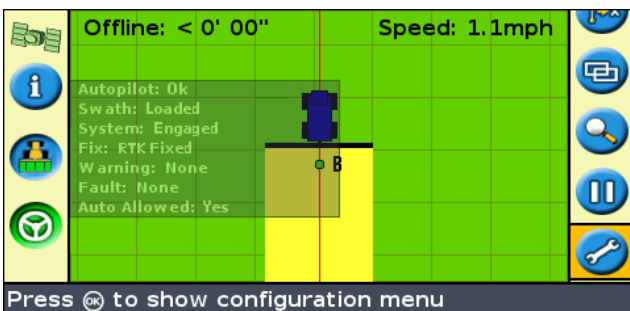 Offline: < 0' 00" Speed: 1.1mph
Autopilot: Ok
Swath: Loaded
System: Engaged
Fix: RTK Fixed
Warning: None
B
Fault: None
Auto Allowed: Yes
Press OK to show configuration menu